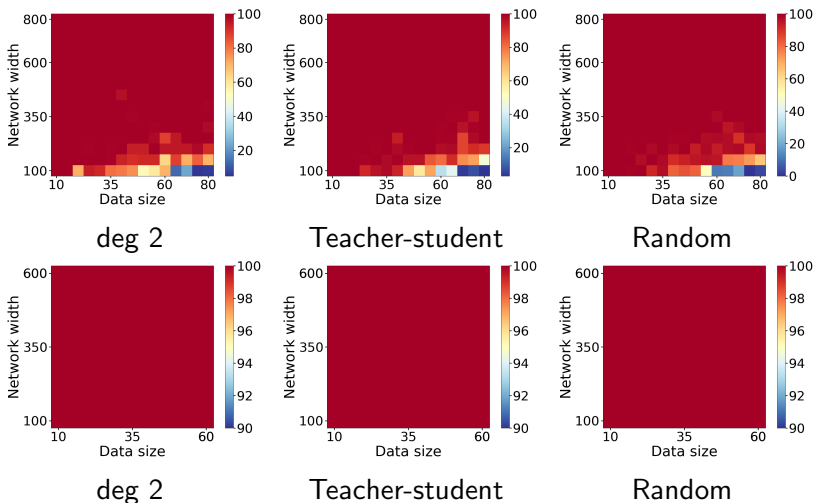 800 600 350 100
Network width
10 35 60 80
Data size
100 80 60 40 20
deg 2
800 600 350 100
Network width
10 35 60 80
Data size
100 80 60 40 20
Teacher-student
800 600 350 100
Network width
10 35 60 80
Data size
100 80 60 40 20 0
Random
600 350 100
Network width
10 35 60
Data size
100 98 96 94 92 90
deg 2
600 350 100
Network width
10 35 60
Data size
100 98 96 94 92 90
Teacher-student
600 350 100
Network width
10 35 60
Data size
100 98 96 94 92 90
Random